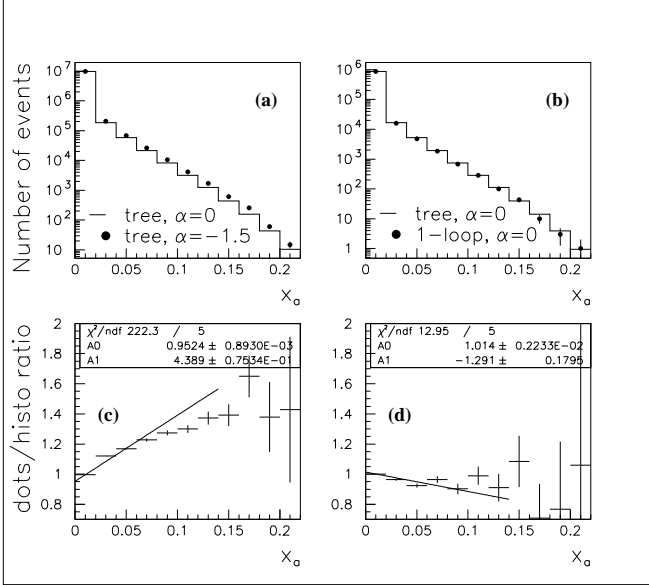 Number of events
10^7
10^6
10^5
10^4
10^3
10^2
10
(a)
— tree, α=0
● tree, α=−1.5
0 0.05 0.1 0.15 0.2
X_a
10^6
10^5
10^4
10^3
10^2
10
1
(b)
— tree, α=0
● 1−loop, α=0
0 0.05 0.1 0.15 0.2
X_a
dots/histo ratio
2
1.8
1.6
1.4
1.2
1
0.8
χ²/ndf 222.3 / 5
A0 0.9524 ± 0.8930E−03
A1 4.389 ± 0.7534E−01
(c)
0 0.05 0.1 0.15 0.2
X_a
2
1.8
1.6
1.4
1.2
1
0.8
χ²/ndf 12.95 / 5
A0 1.014 ± 0.2233E−02
A1 −1.291 ± 0.1795
(d)
0 0.05 0.1 0.15 0.2
X_a